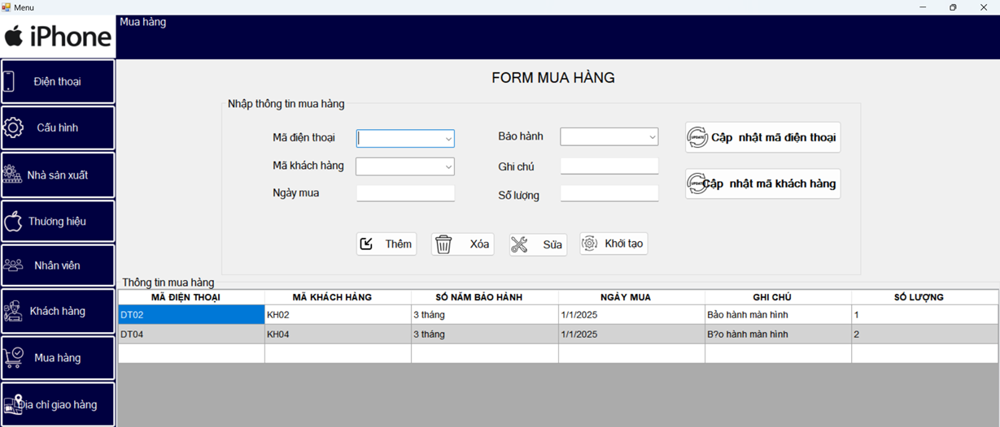 Menu
iPhone
Mua hàng
Điện thoại
Cấu hình
Nhà sản xuất
Thương hiệu
Nhân viên
Khách hàng
Mua hàng
Địa chỉ giao hàng
FORM MUA HÀNG
Nhập thông tin mua hàng
Mã điện thoại
Bảo hành
UPDATE Cập nhật mã điện thoại
Mã khách hàng
Ghi chú
UPDATE Cập nhật mã khách hàng
Ngày mua
Số lượng
Thêm
Xóa
Sửa
Khởi tạo
Thông tin mua hàng
MÃ ĐIỆN THOẠI MÃ KHÁCH HÀNG SỐ NĂM BẢO HÀNH NGÀY MUA GHI CHÚ SỐ LƯỢNG
DT02 KH02 3 tháng 1/1/2025 Bảo hành màn hình 1
DT04 KH04 3 tháng 1/1/2025 B?o hành màn hình 2